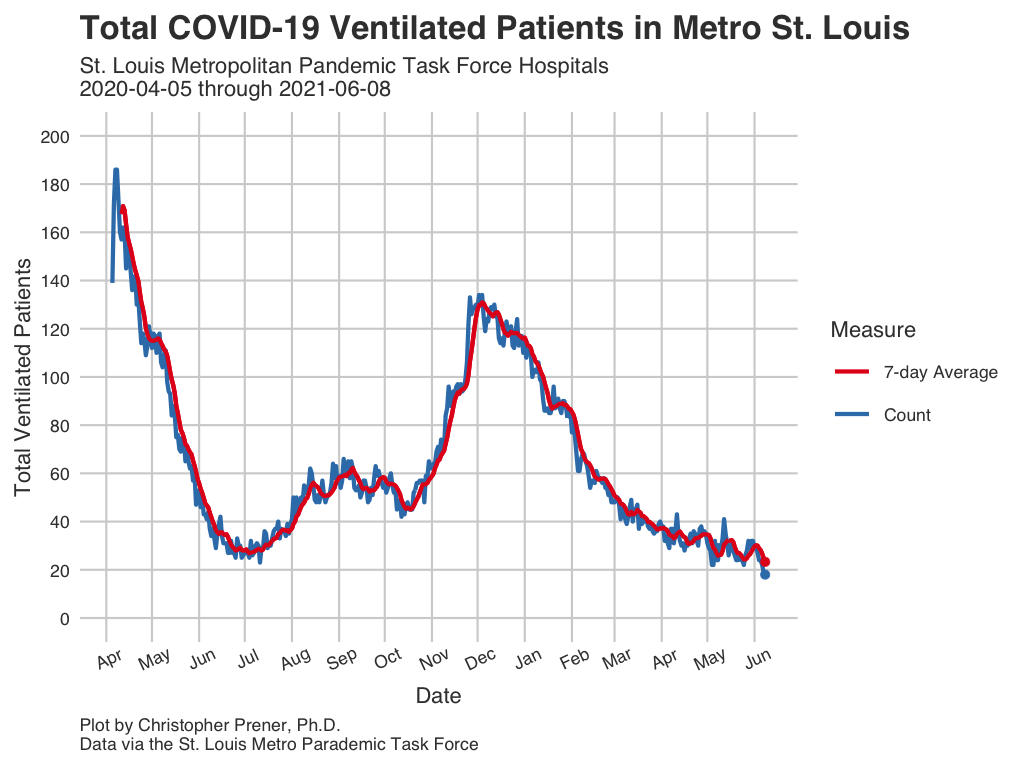 Total COVID-19 Ventilated Patients in Metro St. Louis
St. Louis Metropolitan Pandemic Task Force Hospitals
2020-04-05 through 2021-06-08
Total Ventilated Patients
200
180
160
140
120
100
80
60
40
20
0
Apr May Jun Jul Aug Sep Oct Nov Dec Jan Feb Mar Apr May Jun
Date
Measure
7-day Average
Count
Plot by Christopher Prener, Ph.D.
Data via the St. Louis Metro Parademic Task Force